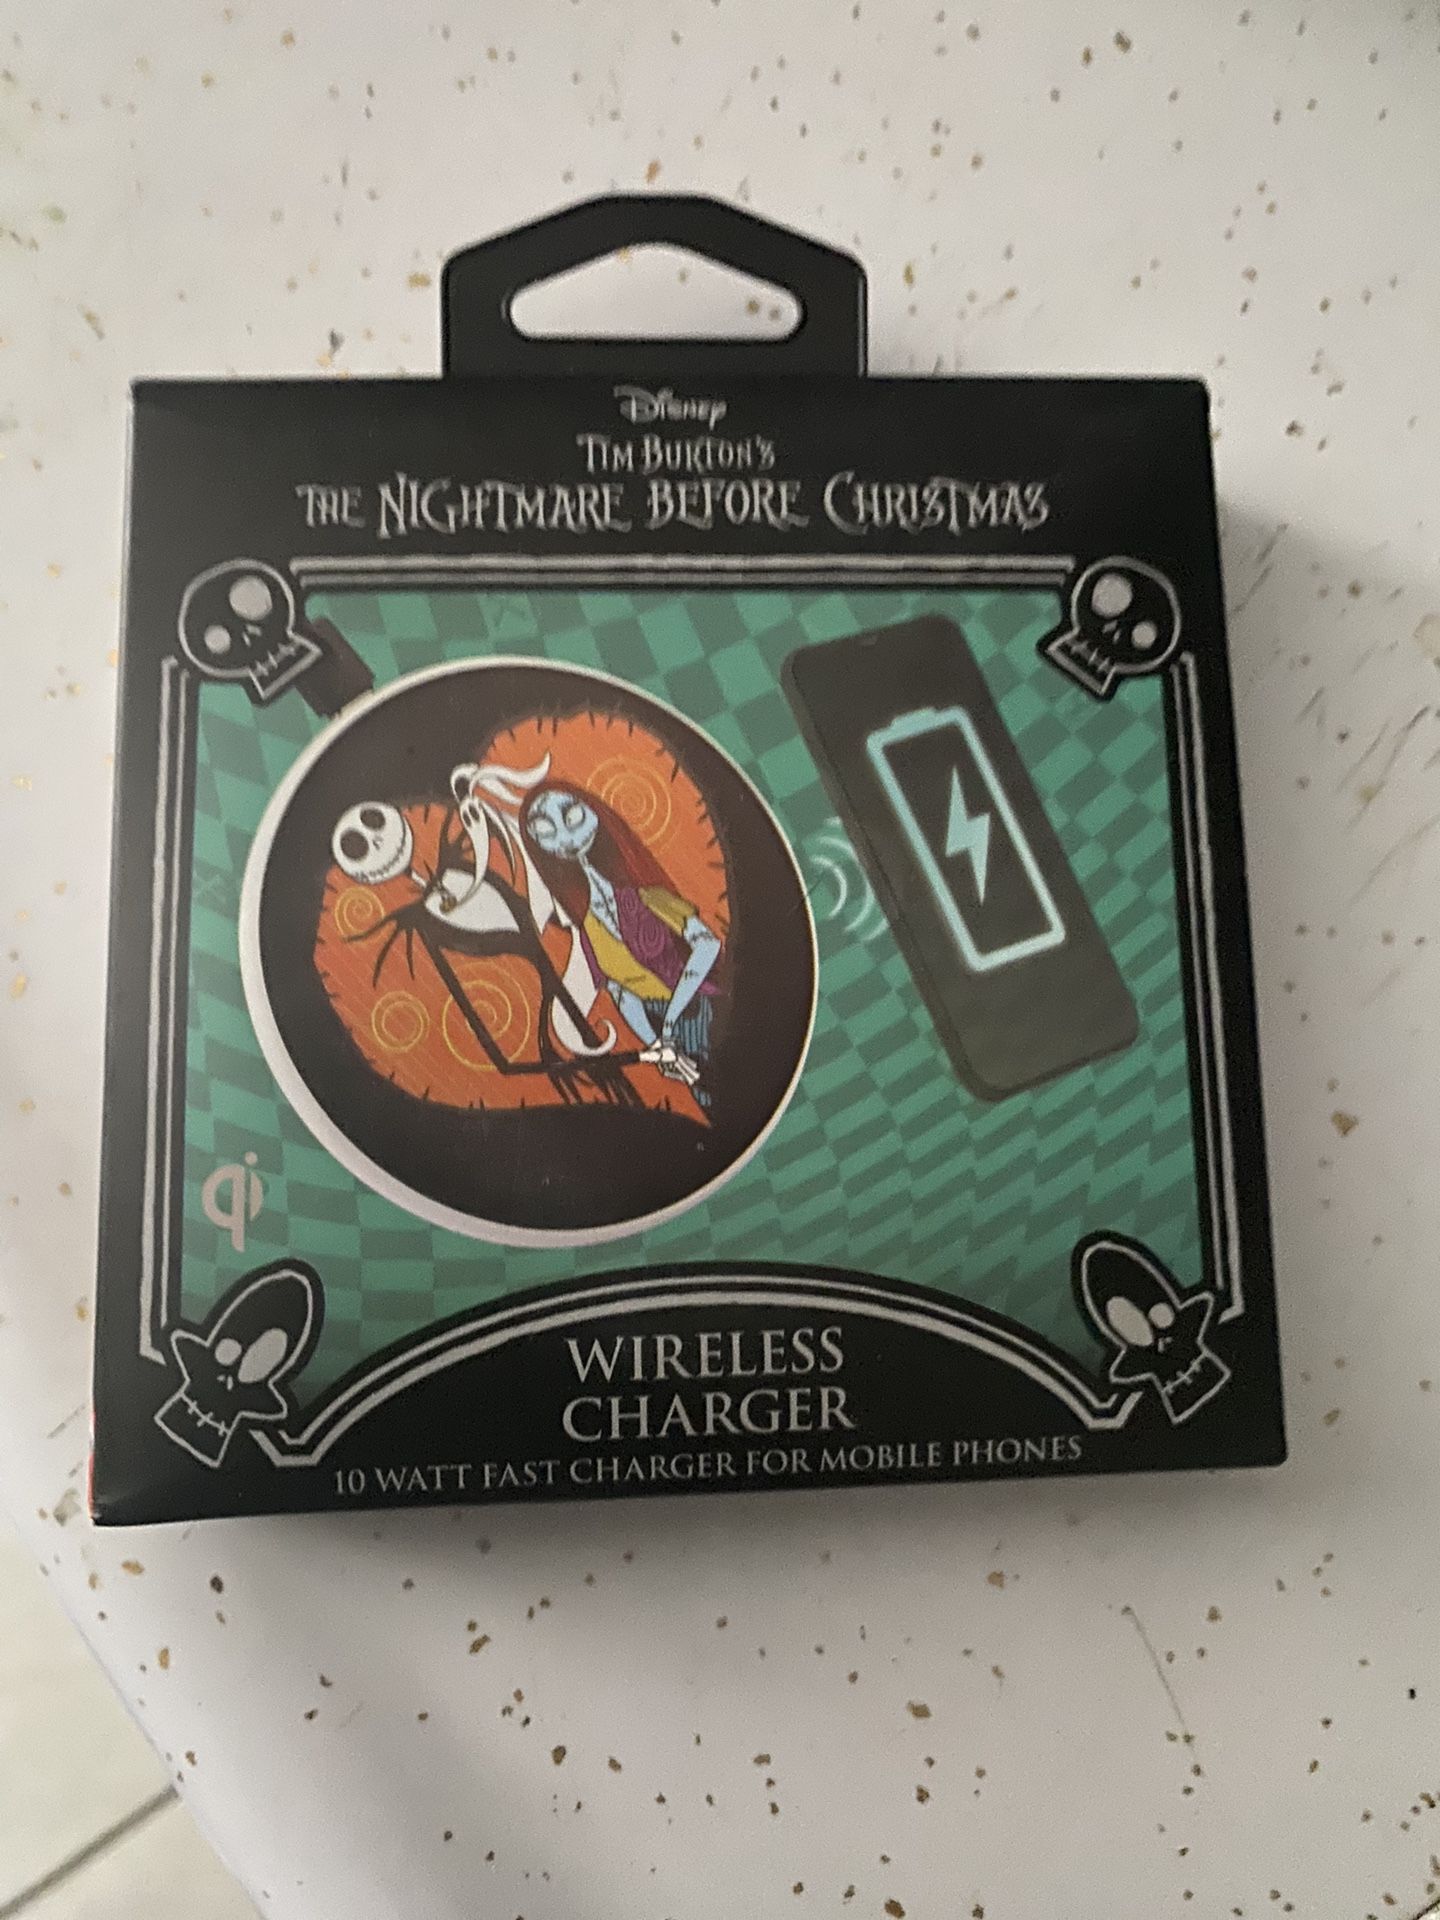 Disney
TIM BURTON'S
THE NIGHTMARE BEFORE CHRISTMAS
qi
WIRELESS
CHARGER
10 WATT FAST CHARGER FOR MOBILE PHONES